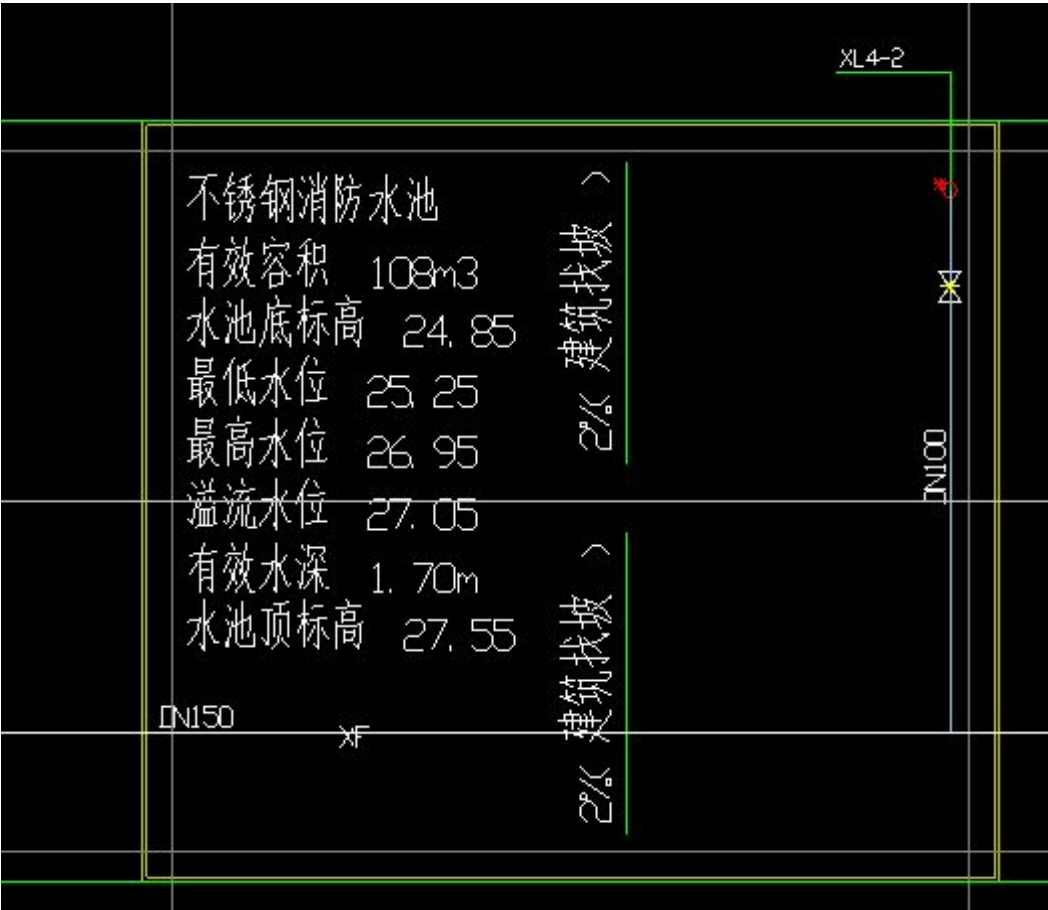 XL4-2
不锈钢消防水池
有效容积 108m3
水池底标高 24.85
最低水位 25.25
最高水位 26.95
溢流水位 27.05
有效水深 1.70m
水池顶标高 27.55
2%(建筑找坡)
2%(建筑找坡)
DN100
DN150
XF